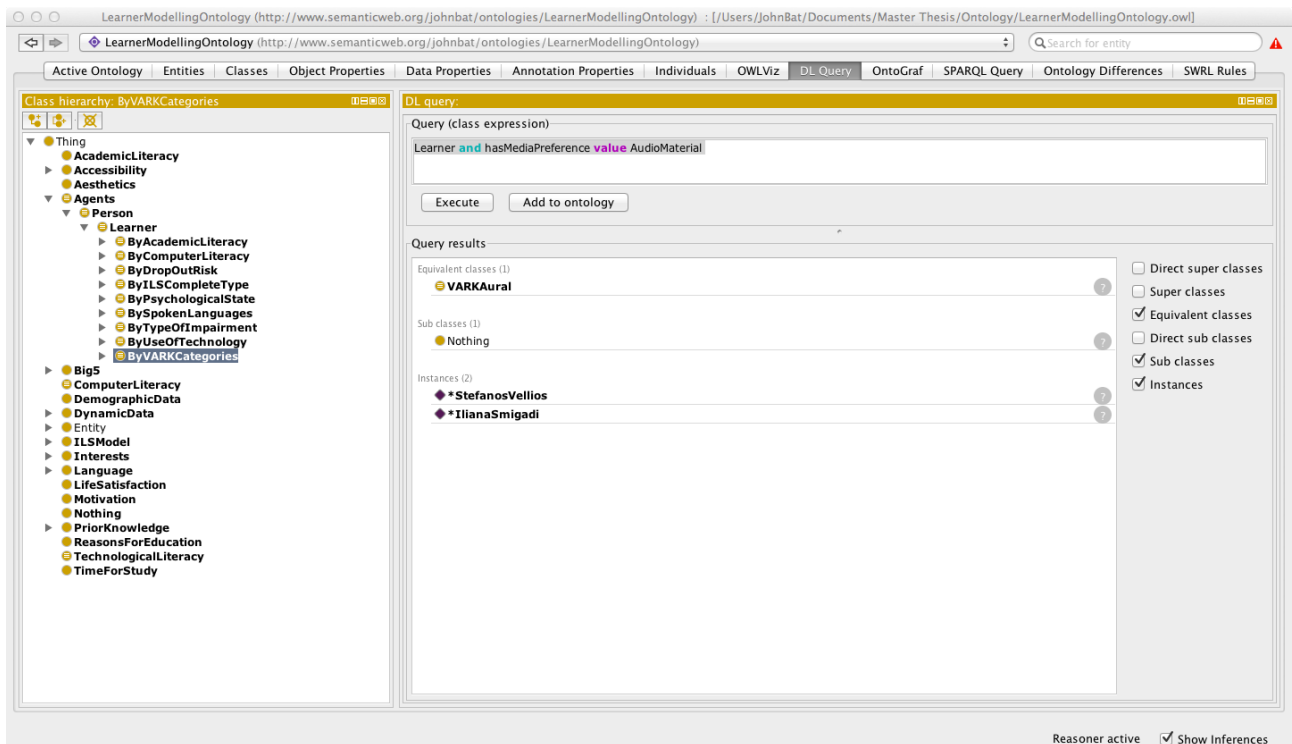 LearnerModellingOntology (http://www.semanticweb.org/johnbat/ontologies/LearnerModellingOntology) : [/Users/JohnBat/Documents/Master Thesis/Ontology/LearnerModellingOntology.owl]
LearnerModellingOntology (http://www.semanticweb.org/johnbat/ontologies/LearnerModellingOntology)
Search for entity
Active Ontology Entities Classes Object Properties Data Properties Annotation Properties Individuals OWLViz DL Query OntoGraf SPARQL Query Ontology Differences SWRL Rules
Class hierarchy: ByVARKCategories
Thing
AcademicLiteracy
Accessibility
Aesthetics
Agents
Person
Learner
ByAcademicLiteracy
ByComputerLiteracy
ByDropOutRisk
ByILSCompleteType
ByPsychologicalState
BySpokenLanguages
ByTypeOfImpairment
ByUseOfTechnology
ByVARKCategories
Big5
ComputerLiteracy
DemographicData
DynamicData
Entity
ILSModel
Interests
Language
LifeSatisfaction
Motivation
Nothing
PriorKnowledge
ReasonsForEducation
TechnologicalLiteracy
TimeForStudy
DL query:
Query (class expression)
Learner and hasMediaPreference value AudioMaterial
Execute Add to ontology
Query results
Equivalent classes (1)
VARKAural
?
Sub classes (1)
Nothing
?
Instances (2)
*StefanosVellios
?
*IlianaSmigadi
?
Direct super classes
Super classes
Equivalent classes
Direct sub classes
Sub classes
Instances
Reasoner active Show Inferences